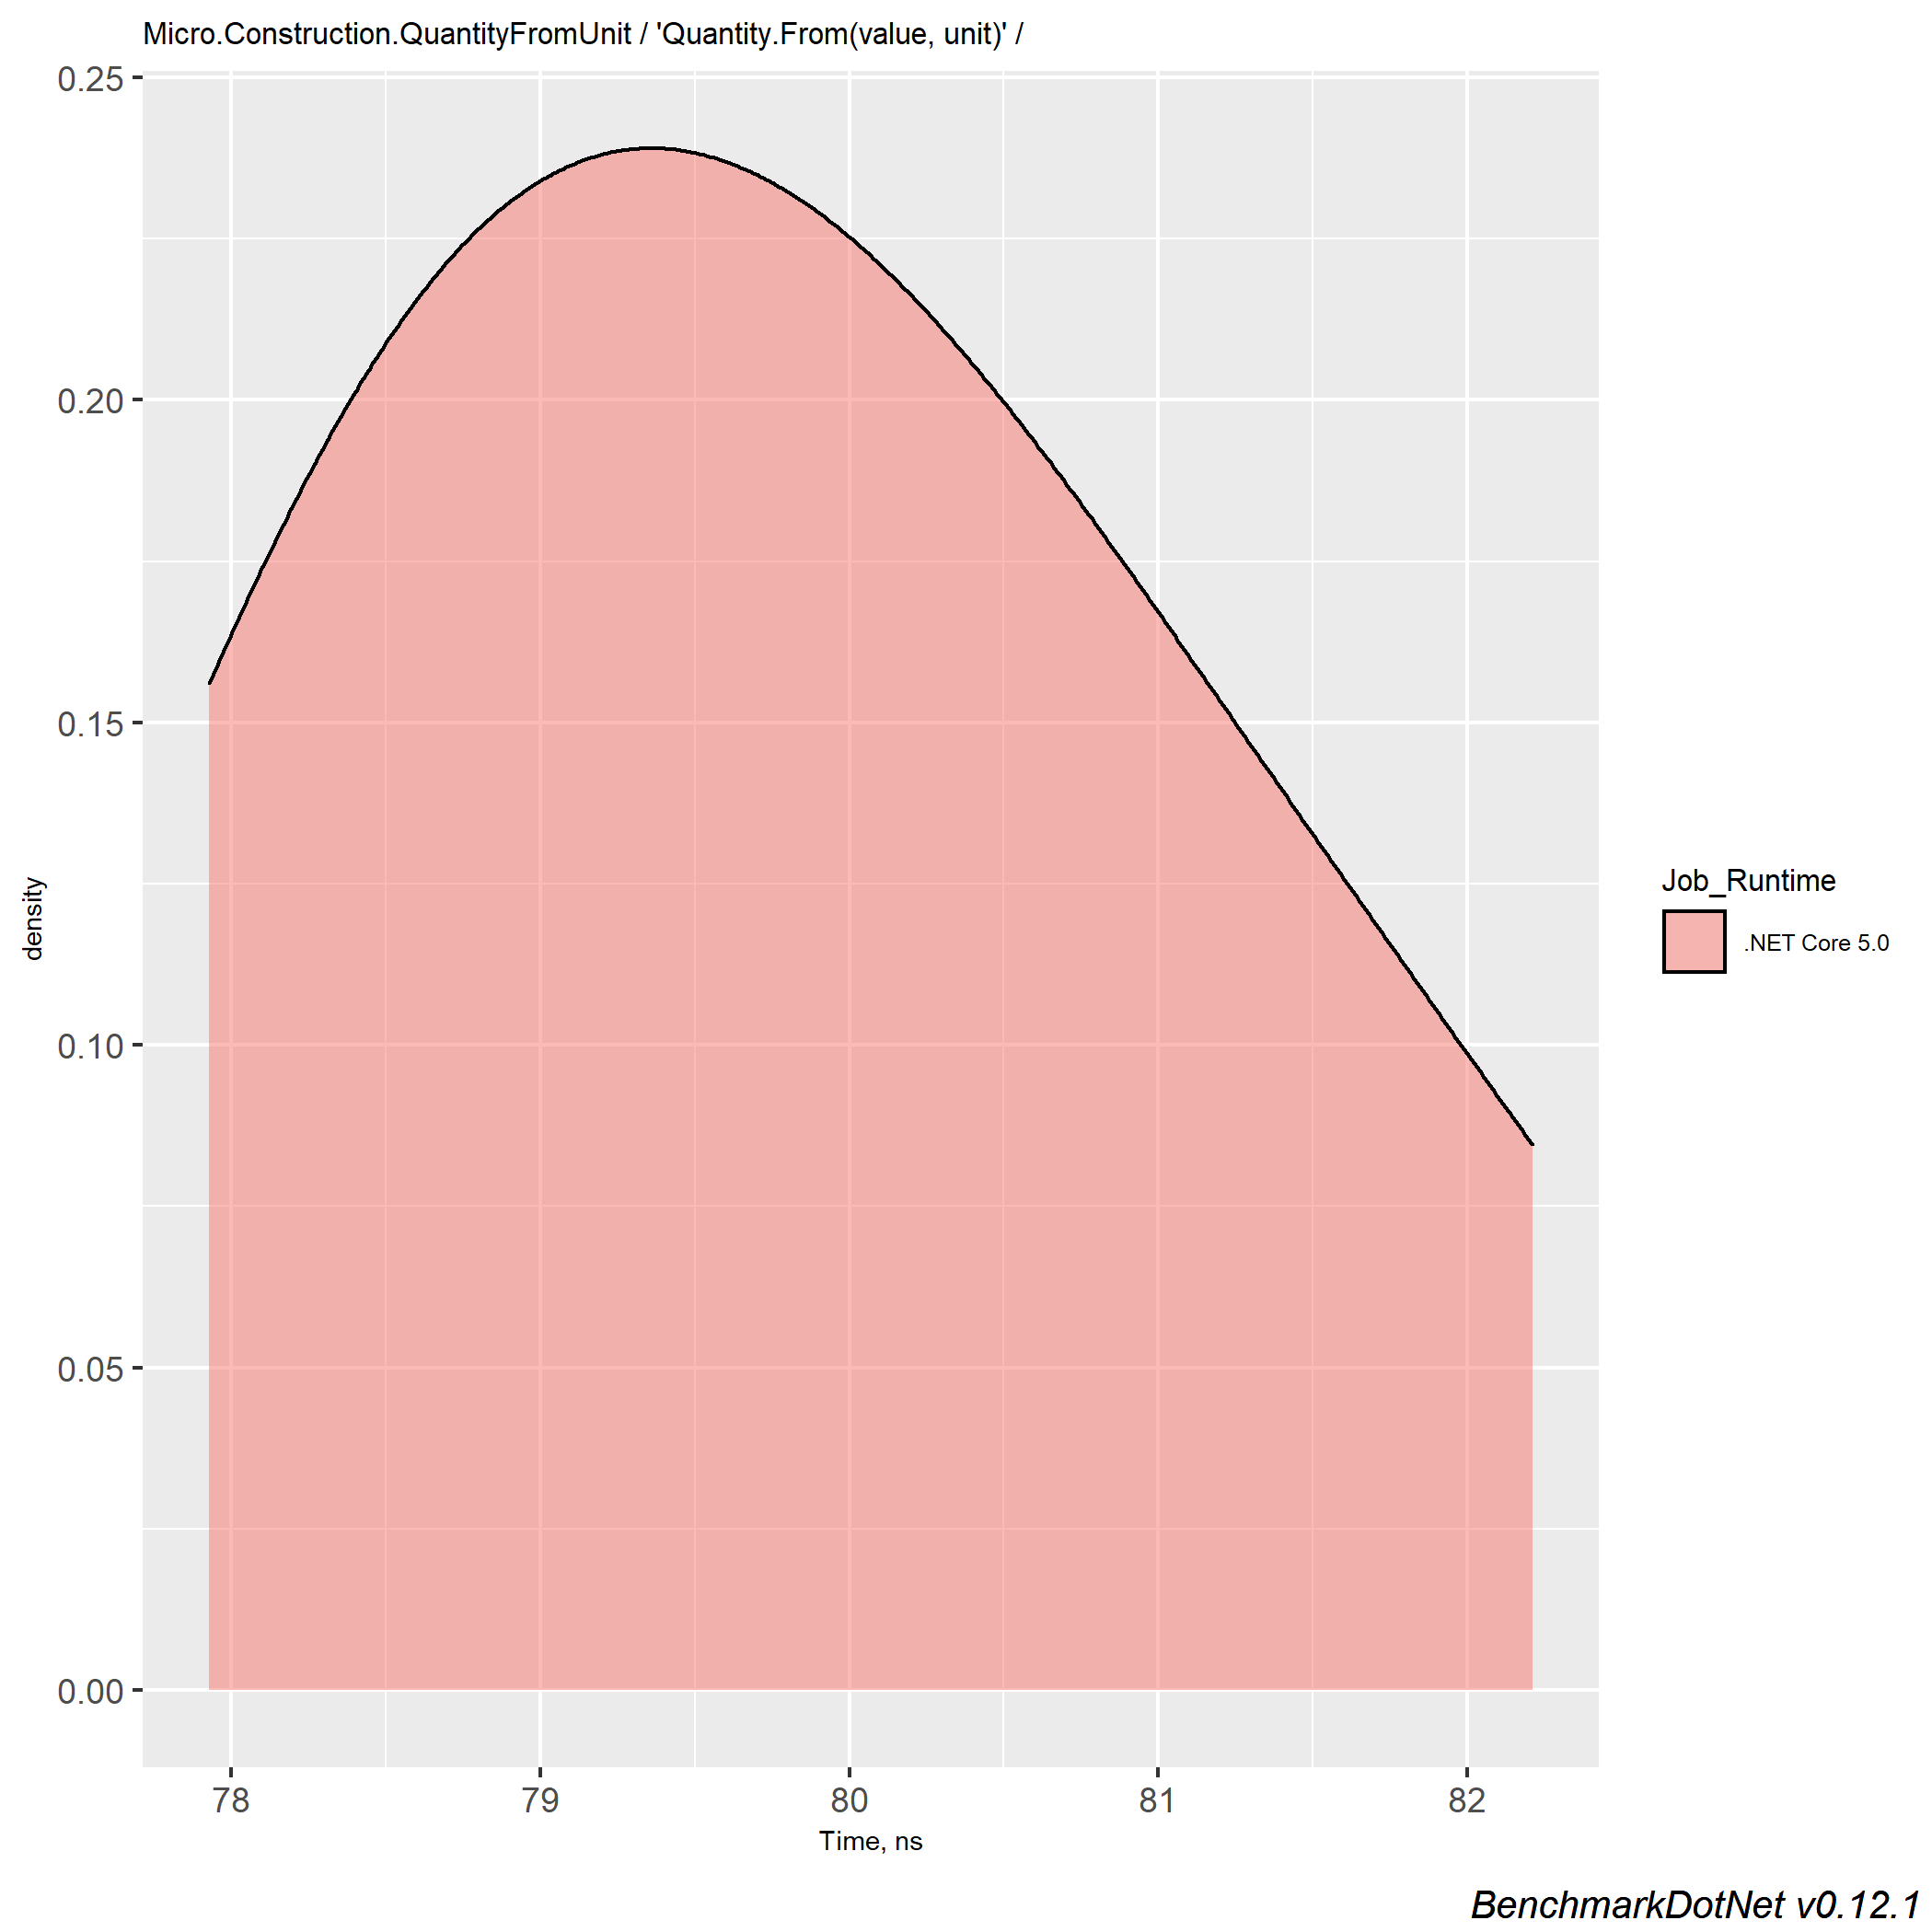 Micro.Construction.QuantityFromUnit / 'Quantity.From(value, unit)' /
0.25
0.20
0.15
0.10
0.05
0.00
density
78 79 80 81 82
Time, ns
Job_Runtime
.NET Core 5.0
BenchmarkDotNet v0.12.1